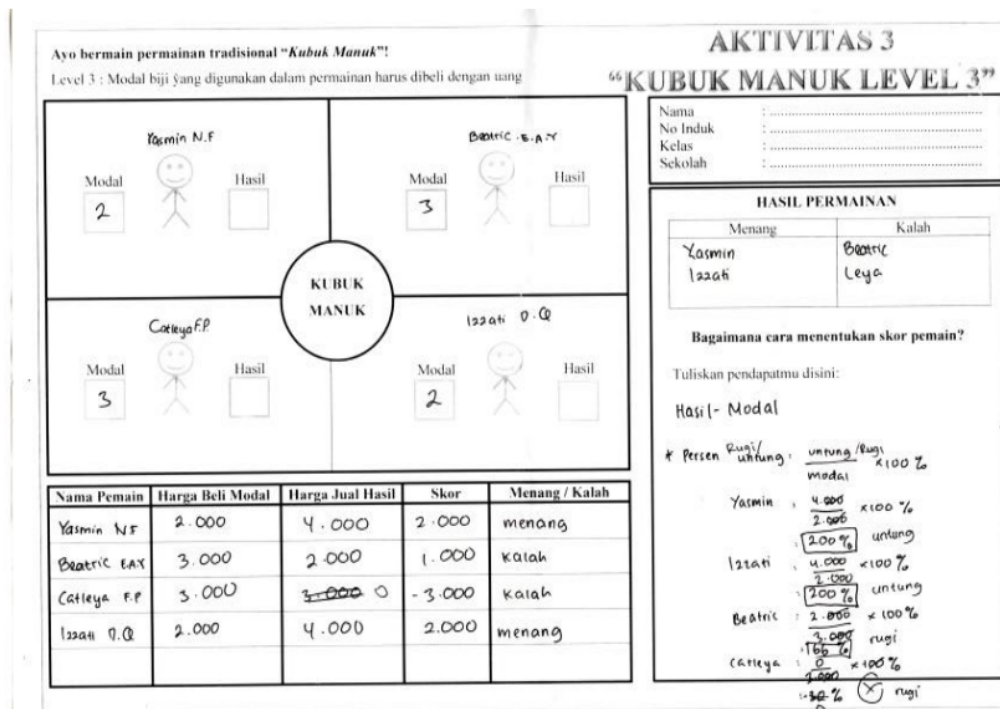 Ayo bermain permainan tradisional “Kubuk Manuk”!
Level 3 : Modal biji yang digunakan dalam permainan harus dibeli dengan uang
AKTIVITAS 3
“KUBUK MANUK LEVEL 3”
Nama : ......................................................
No Induk : ......................................................
Kelas : ......................................................
Sekolah : ......................................................
Yasmin N.F
Modal Hasil
2
Beatric .E.A.Y
Modal Hasil
3
KUBUK
MANUK
Catleya F.P
Modal Hasil
3
Izzati D.Q
Modal Hasil
2
HASIL PERMAINAN
Menang Kalah
Yasmin Beatric
Izzati Leya
Bagaimana cara menentukan skor pemain?
Tuliskan pendapatmu disini:
Hasil - Modal
* Persen Rugi/untung : untung/Rugi
modal
×100 %
Yasmin : 4.000
2.000
×100 %
: 200 % untung
Izzati : 4.000
2.000
×100 %
: 200 % untung
Beatric : 2.000
3.000
× 100 %
rugi
66 %
Catleya : 0
3.000
×100 %
% rugi
Nama Pemain Harga Beli Modal Harga Jual Hasil Skor Menang / Kalah
Yasmin NF 2.000 4.000 2.000 menang
Beatric EAY 3.000 2.000 1.000 kalah
Catleya F.P 3.000 3.000 0 -3.000 kalah
Izzati D.Q 2.000 4.000 2.000 menang